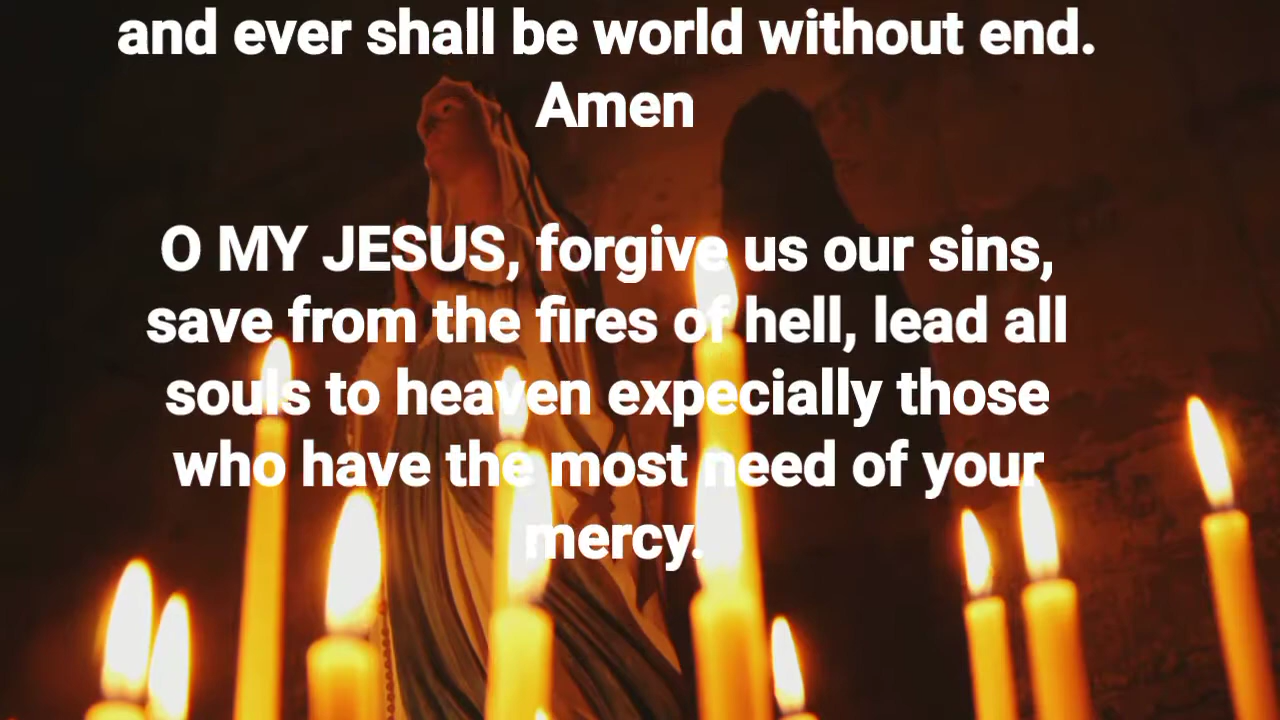 and ever shall be world without end.
Amen
O MY JESUS, forgive us our sins,
save from the fires of hell, lead all
souls to heaven expecially those
who have the most need of your
mercy.